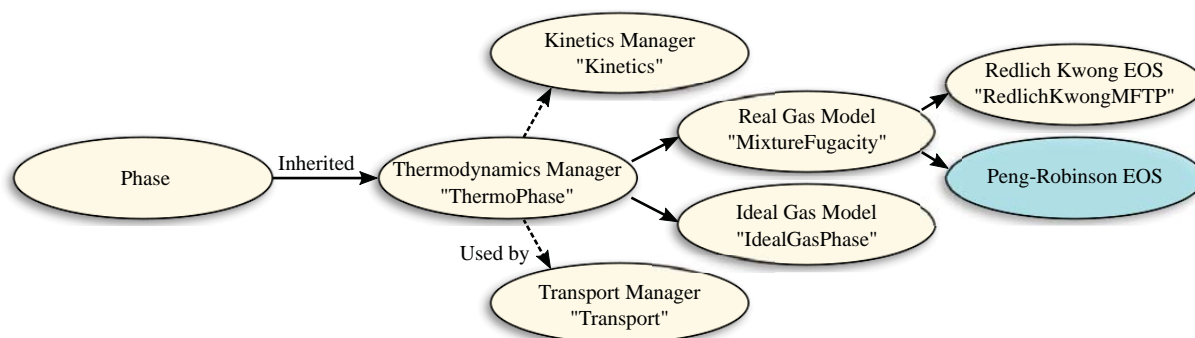 Kinetics Manager
"Kinetics"
Redlich Kwong EOS
"RedlichKwongMFTP"
Real Gas Model
"MixtureFugacity"
Phase
Inherited
Thermodynamics Manager
"ThermoPhase"
Peng-Robinson EOS
Ideal Gas Model
"IdealGasPhase"
Used by
Transport Manager
"Transport"